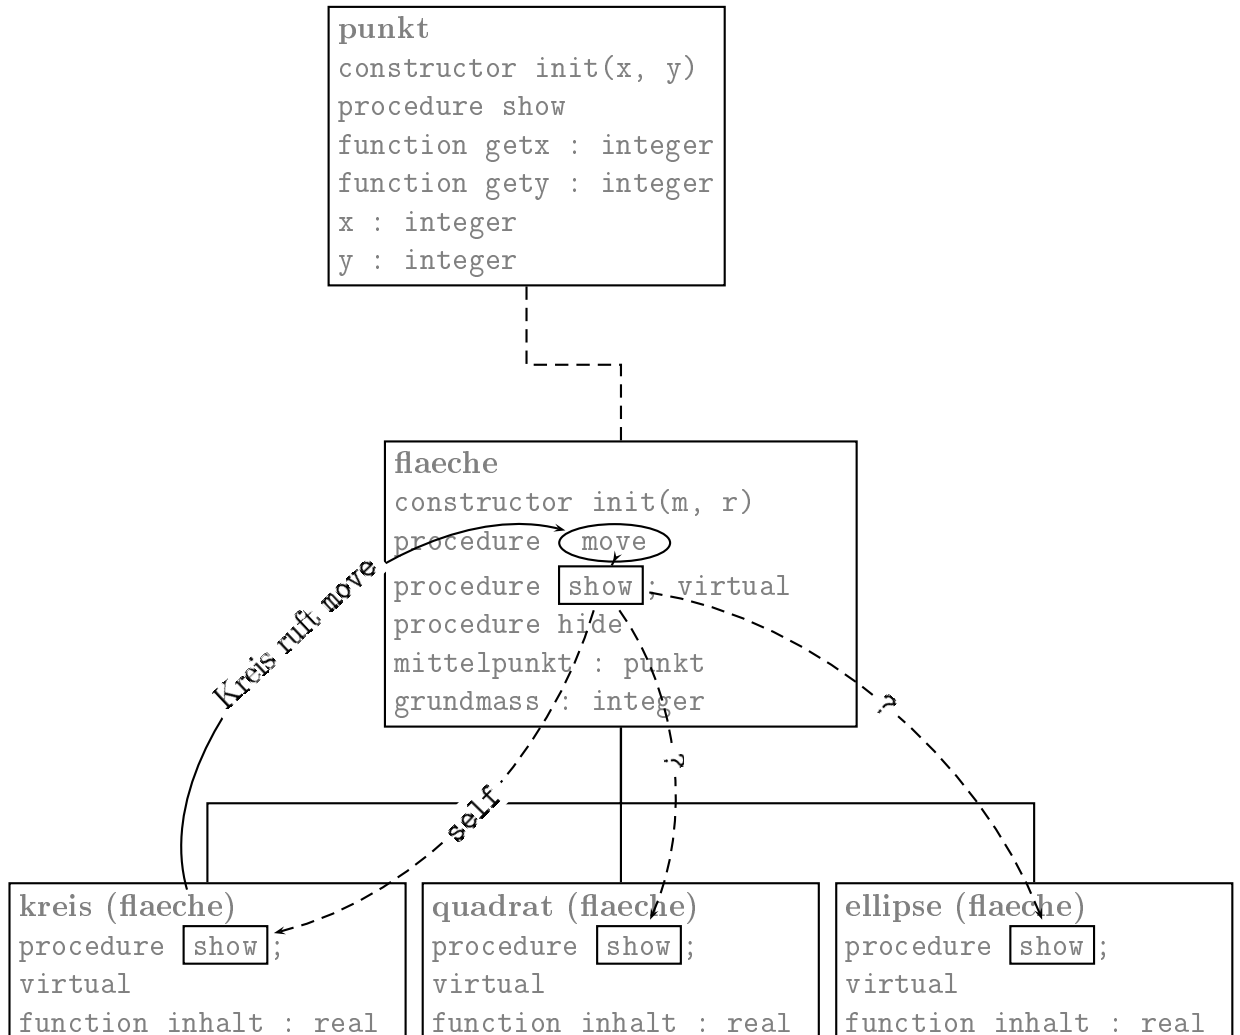 punkt
constructor init(x, y)
procedure show
function getx : integer
function gety : integer
x : integer
y : integer
flaeche
constructor init(m, r)
procedure move
procedure show ; virtual
procedure hide
mittelpunkt : punkt
grundmass : integer
Kreis ruft move
?
?
self
kreis (flaeche)
procedure show ;
virtual
function inhalt : real
quadrat (flaeche)
procedure show ;
virtual
function inhalt : real
ellipse (flaeche)
procedure show ;
virtual
function inhalt : real